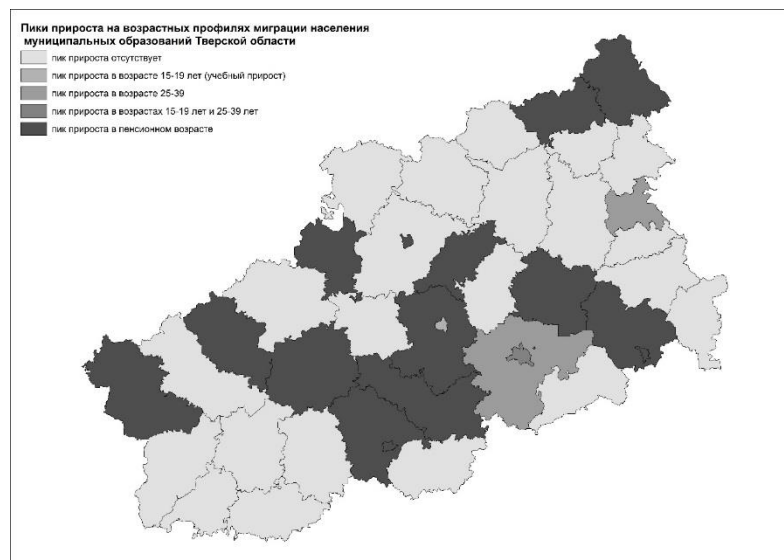 Пики прироста на возрастных профилях миграции населения
муниципальных образований Тверской области
пик прироста отсутствует
пик прироста в возрасте 15-19 лет (учебный прирост)
пик прироста в возрасте 25-39
пик прироста в возрастах 15-19 лет и 25-39 лет
пик прироста в пенсионном возрасте